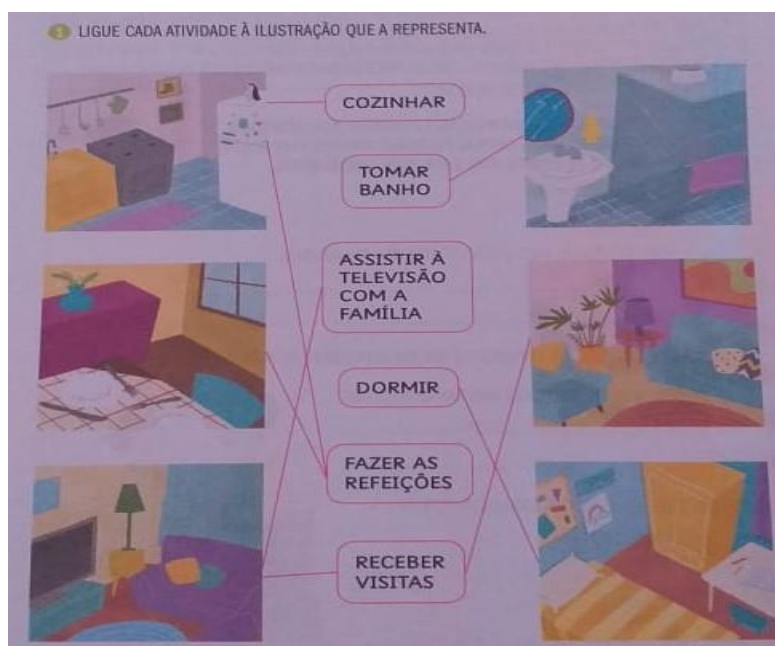 1 LIGUE CADA ATIVIDADE À ILUSTRAÇÃO QUE A REPRESENTA.
COZINHAR
TOMAR
BANHO
ASSISTIR À
TELEVISÃO
COM A
FAMÍLIA
DORMIR
FAZER AS
REFEIÇÕES
RECEBER
VISITAS